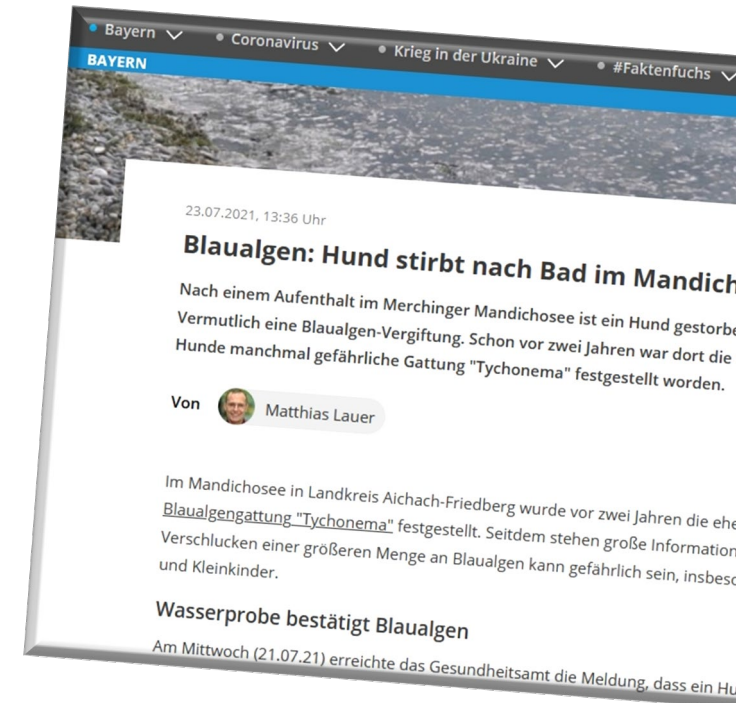 Bayern Coronavirus Krieg in der Ukraine #Faktenfuchs
BAYERN
23.07.2021, 13:36 Uhr
Blaualgen: Hund stirbt nach Bad im Mandich
Nach einem Aufenthalt im Merchinger Mandichosee ist ein Hund gestorbe
Vermutlich eine Blaualgen-Vergiftung. Schon vor zwei Jahren war dort die
Hunde manchmal gefährliche Gattung "Tychonema" festgestellt worden.
Von Matthias Lauer
Im Mandichosee in Landkreis Aichach-Friedberg wurde vor zwei Jahren die ehe
Blaualgengattung "Tychonema" festgestellt. Seitdem stehen große Information
Verschlucken einer größeren Menge an Blaualgen kann gefährlich sein, insbeso
und Kleinkinder.
Wasserprobe bestätigt Blaualgen
Am Mittwoch (21.07.21) erreichte das Gesundheitsamt die Meldung, dass ein Hu